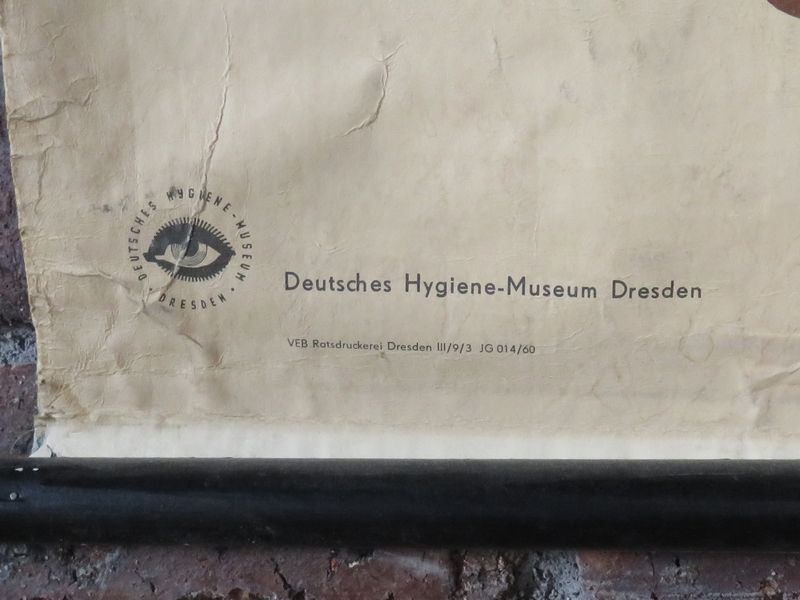 DEUTSCHES HYGIENE-MUSEUM
• DRESDEN •
Deutsches Hygiene-Museum Dresden
VEB Ratsdruckerei Dresden III/9/3 JG 014/60